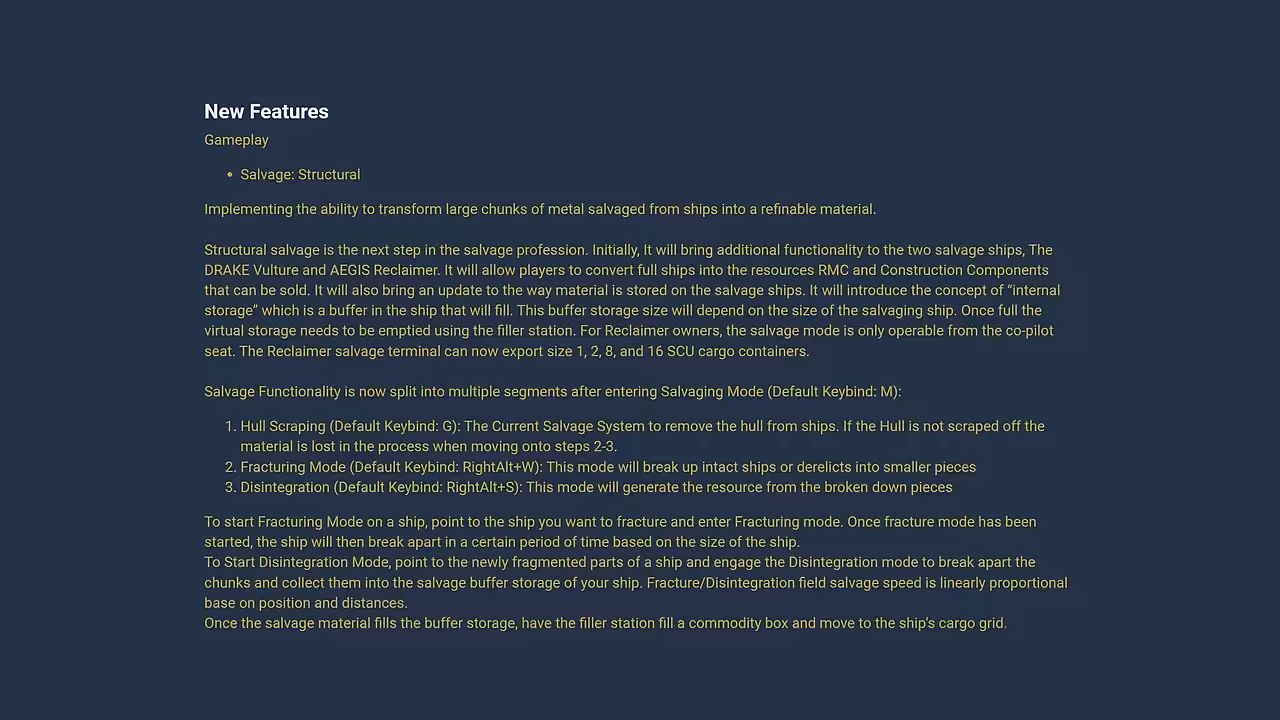 New Features
Gameplay
• Salvage: Structural
Implementing the ability to transform large chunks of metal salvaged from ships into a refinable material.
Structural salvage is the next step in the salvage profession. Initially, It will bring additional functionality to the two salvage ships, The
DRAKE Vulture and AEGIS Reclaimer. It will allow players to convert full ships into the resources RMC and Construction Components
that can be sold. It will also bring an update to the way material is stored on the salvage ships. It will introduce the concept of “internal
storage” which is a buffer in the ship that will fill. This buffer storage size will depend on the size of the salvaging ship. Once full the
virtual storage needs to be emptied using the filler station. For Reclaimer owners, the salvage mode is only operable from the co-pilot
seat. The Reclaimer salvage terminal can now export size 1, 2, 8, and 16 SCU cargo containers.
Salvage Functionality is now split into multiple segments after entering Salvaging Mode (Default Keybind: M):
1. Hull Scraping (Default Keybind: G): The Current Salvage System to remove the hull from ships. If the Hull is not scraped off the
material is lost in the process when moving onto steps 2-3.
2. Fracturing Mode (Default Keybind: RightAlt+W): This mode will break up intact ships or derelicts into smaller pieces
3. Disintegration (Default Keybind: RightAlt+S): This mode will generate the resource from the broken down pieces
To start Fracturing Mode on a ship, point to the ship you want to fracture and enter Fracturing mode. Once fracture mode has been
started, the ship will then break apart in a certain period of time based on the size of the ship.
To Start Disintegration Mode, point to the newly fragmented parts of a ship and engage the Disintegration mode to break apart the
chunks and collect them into the salvage buffer storage of your ship. Fracture/Disintegration field salvage speed is linearly proportional
base on position and distances.
Once the salvage material fills the buffer storage, have the filler station fill a commodity box and move to the ship's cargo grid.